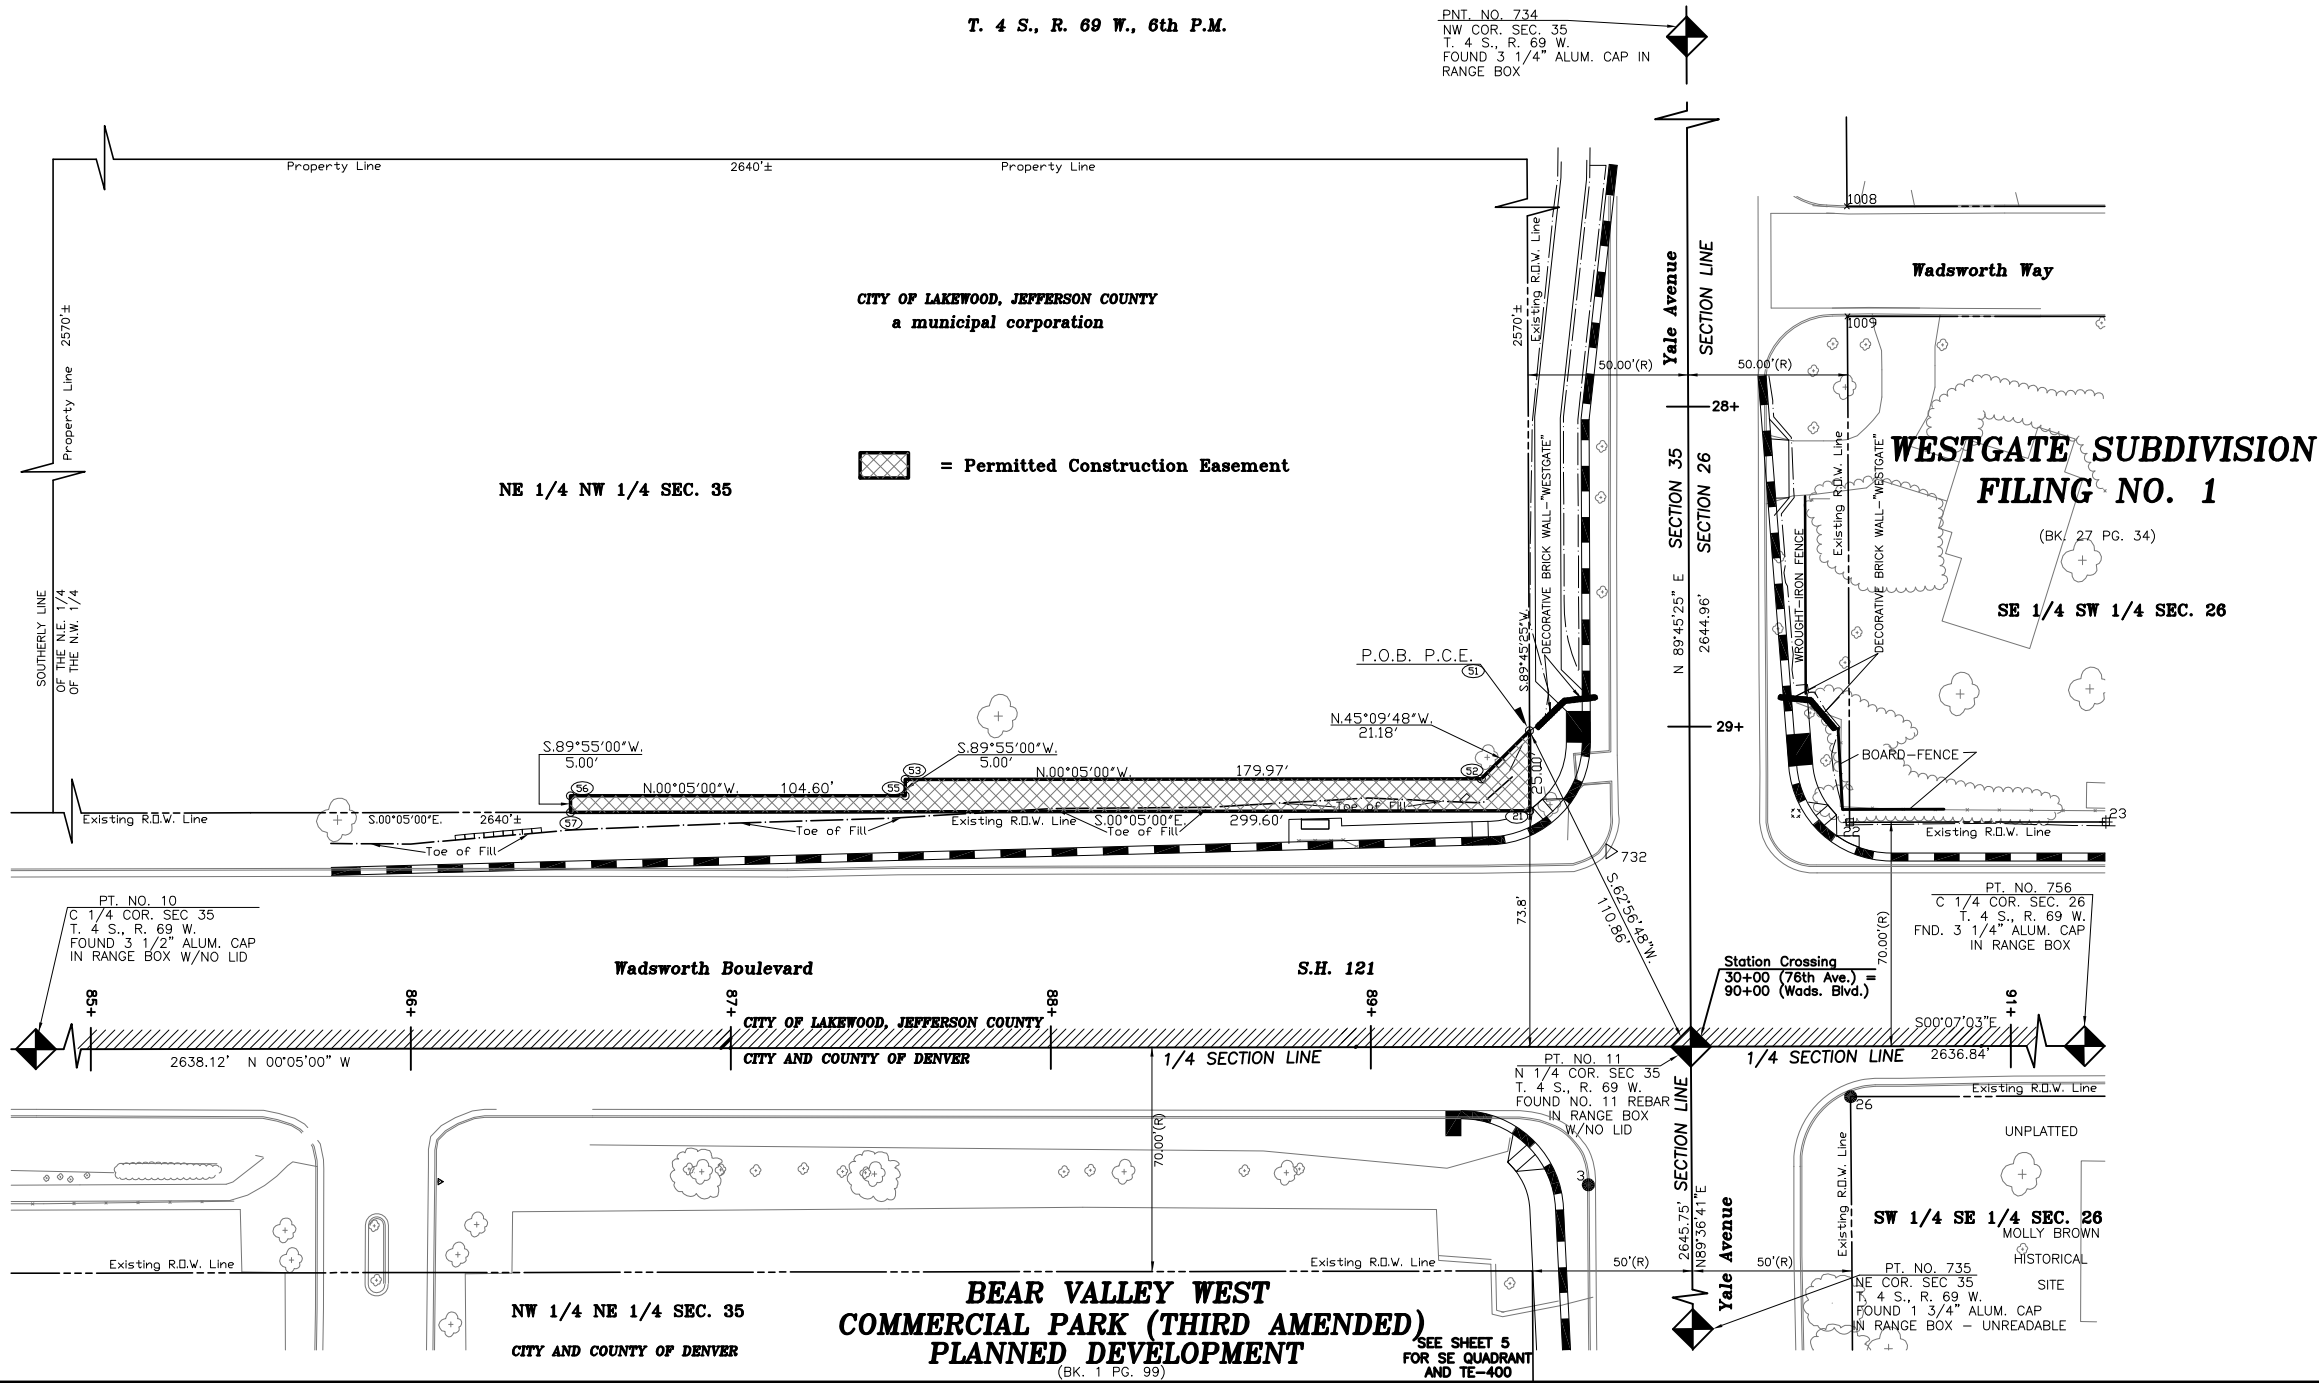 T. 4 S., R. 69 W., 6th P.M.
PNT. NO. 734
NW COR. SEC. 35
T. 4 S., R. 69 W.
FOUND 3 1/4" ALUM. CAP IN
RANGE BOX
Property Line
2640'±
Property Line
Property Line 2570'±
SOUTHERLY LINE
OF THE N.E. 1/4
OF THE N.W. 1/4
CITY OF LAKEWOOD, JEFFERSON COUNTY
a municipal corporation
= Permitted Construction Easement
NE 1/4 NW 1/4 SEC. 35
2570'±
Existing R.O.W. Line
50.00'(R)
50.00'(R)
Yale Avenue
SECTION LINE
28+
SECTION 35
SECTION 26
N 89°45'25" E
2644.96'
29+
DECORATIVE BRICK WALL-"WESTGATE"
S.89°45'25"W.
25.00'
P.O.B. P.C.E.
51
N.45°09'48"W.
21.18'
S.89°55'00"W.
5.00'
S.89°55'00"W.
5.00'
53
N.00°05'00"W.
179.97'
52
56
N.00°05'00"W.
104.60'
55
57
21
Existing R.O.W. Line
S.00°05'00"E.
2640'±
Toe of Fill
Toe of Fill
Existing R.O.W. Line
S.00°05'00"E.
299.60'
Toe of Fill
Toe of Fill
732
73.8'
S.62°56'48"W.
110.86'
1008
Wadsworth Way
1009
Existing R.O.W. Line
WROUGHT-IRON FENCE
DECORATIVE BRICK WALL-"WESTGATE"
WESTGATE SUBDIVISION
FILING NO. 1
(BK. 27 PG. 34)
SE 1/4 SW 1/4 SEC. 26
BOARD-FENCE
22
23
Existing R.O.W. Line
70.00'(R)
PT. NO. 756
C 1/4 COR. SEC. 26
T. 4 S., R. 69 W.
FND. 3 1/4" ALUM. CAP
IN RANGE BOX
PT. NO. 10
C 1/4 COR. SEC 35
T. 4 S., R. 69 W.
FOUND 3 1/2" ALUM. CAP
IN RANGE BOX W/NO LID
Wadsworth Boulevard
S.H. 121
Station Crossing
30+00 (76th Ave.) =
90+00 (Wads. Blvd.)
85+
86+
87+
88+
89+
91+
CITY OF LAKEWOOD, JEFFERSON COUNTY
CITY AND COUNTY OF DENVER
2638.12' N 00°05'00" W
1/4 SECTION LINE
S00°07'03"E
1/4 SECTION LINE
2636.84'
PT. NO. 11
N 1/4 COR. SEC 35
T. 4 S., R. 69 W.
FOUND NO. 11 REBAR
IN RANGE BOX
W/NO LID
70.00'(R)
3
2645.75' SECTION LINE
N89°36'41"E
Yale Avenue
50'(R)
50'(R)
Existing R.O.W. Line
26
Existing R.O.W. Line
UNPLATTED
SW 1/4 SE 1/4 SEC. 26
MOLLY BROWN
HISTORICAL
SITE
PT. NO. 735
NE COR. SEC 35
T. 4 S., R. 69 W.
FOUND 1 3/4" ALUM. CAP
IN RANGE BOX - UNREADABLE
Existing R.O.W. Line
Existing R.O.W. Line
NW 1/4 NE 1/4 SEC. 35
CITY AND COUNTY OF DENVER
BEAR VALLEY WEST
COMMERCIAL PARK (THIRD AMENDED)
PLANNED DEVELOPMENT
(BK. 1 PG. 99)
SEE SHEET 5
FOR SE QUADRANT
AND TE-400